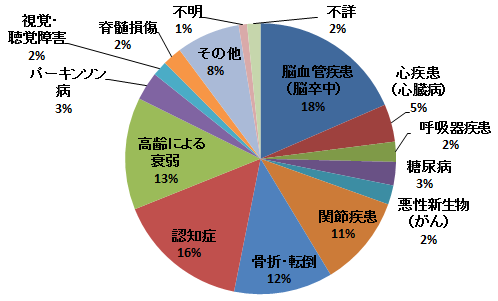 脳血管疾患
(脳卒中)
18%
心疾患
(心臓病)
5%
呼吸器疾患
2%
糖尿病
3%
悪性新生物
(がん)
2%
関節疾患
11%
骨折・転倒
12%
認知症
16%
高齢による
衰弱
13%
パーキンソン
病
3%
視覚・
聴覚障害
2%
脊髄損傷
2%
その他
8%
不明
1%
不詳
2%